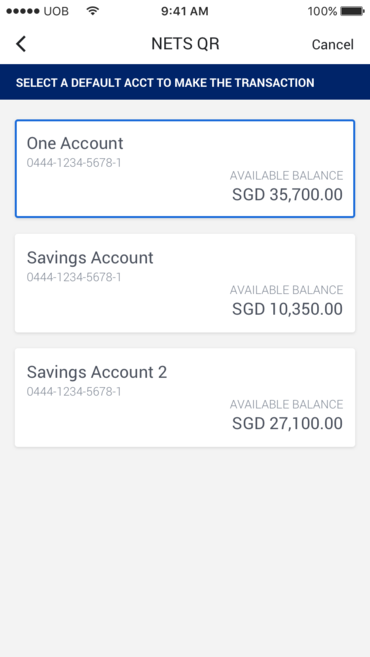 UOB 9:41 AM 100%
NETS QR Cancel
SELECT A DEFAULT ACCT TO MAKE THE TRANSACTION
One Account
0444-1234-5678-1
AVAILABLE BALANCE
SGD 35,700.00
Savings Account
0444-1234-5678-1
AVAILABLE BALANCE
SGD 10,350.00
Savings Account 2
0444-1234-5678-1
AVAILABLE BALANCE
SGD 27,100.00